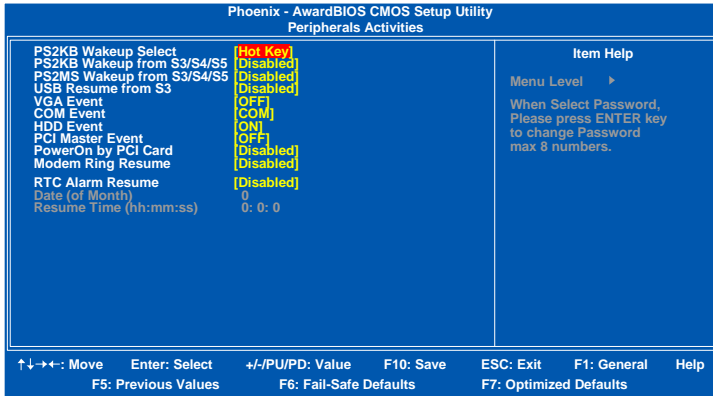 Phoenix - AwardBIOS CMOS Setup Utility
Peripherals Activities
PS2KB Wakeup Select [Hot Key]
PS2KB Wakeup from S3/S4/S5 [Disabled]
PS2MS Wakeup from S3/S4/S5 [Disabled]
USB Resume from S3 [Disabled]
VGA Event [OFF]
COM Event [COM]
HDD Event [ON]
PCI Master Event [OFF]
PowerOn by PCI Card [Disabled]
Modem Ring Resume [Disabled]
RTC Alarm Resume [Disabled]
Date (of Month) 0
Resume Time (hh:mm:ss) 0: 0: 0
Item Help
Menu Level
When Select Password,
Please press ENTER key
to change Password
max 8 numbers.
↑↓→←: Move Enter: Select +/-/PU/PD: Value F10: Save ESC: Exit F1: General Help
F5: Previous Values F6: Fail-Safe Defaults F7: Optimized Defaults